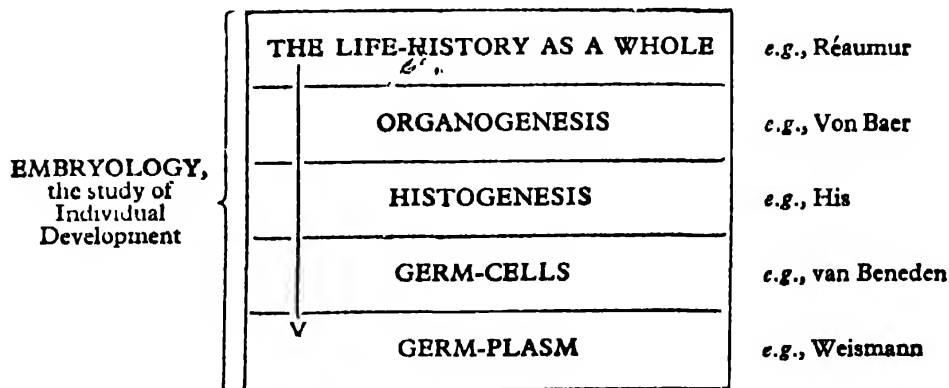 THE LIFE-HISTORY AS A WHOLE e.g., Réaumur
ORGANOGENESIS e.g., Von Baer
EMBRYOLOGY,
the study of
Individual
Development
HISTOGENESIS e.g., His
GERM-CELLS e.g., van Beneden
GERM-PLASM e.g., Weismann